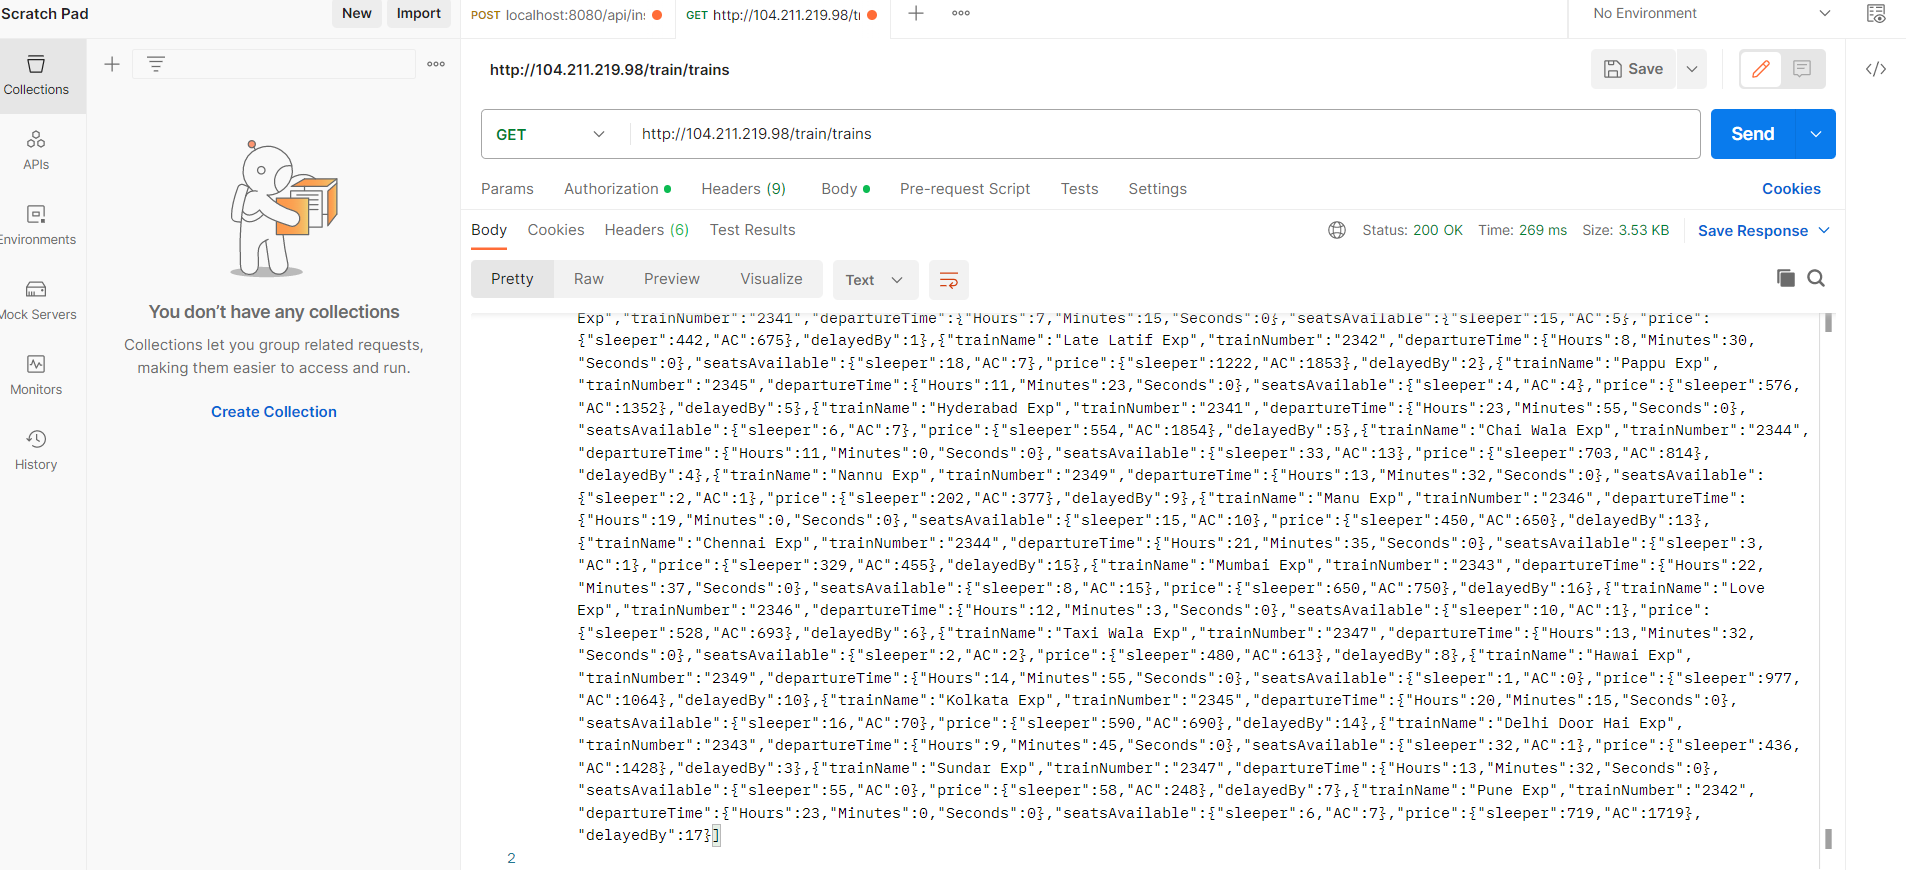 Scratch Pad
New
Import
POST localhost:8080/api/in
GET http://104.211.219.98/t
No Environment
Collections
APIs
Environments
Mock Servers
Monitors
History
You don't have any collections
Collections let you group related requests,
making them easier to access and run.
Create Collection
http://104.211.219.98/train/trains
Save
GET
http://104.211.219.98/train/trains
Send
Params
Authorization
Headers (9)
Body
Pre-request Script
Tests
Settings
Cookies
Body
Cookies
Headers (6)
Test Results
Status: 200 OK
Time: 269 ms
Size: 3.53 KB
Save Response
Pretty
Raw
Preview
Visualize
Text
Exp","trainNumber":"2341","departureTime":{"Hours":7,"Minutes":15,"Seconds":0},"seatsAvailable":{"sleeper":15,"AC":5},"price":
{"sleeper":442,"AC":675},"delayedBy":1},{"trainName":"Late Latif Exp","trainNumber":"2342","departureTime":{"Hours":8,"Minutes":30,
"Seconds":0},"seatsAvailable":{"sleeper":18,"AC":7},"price":{"sleeper":1222,"AC":1853},"delayedBy":2},{"trainName":"Pappu Exp",
"trainNumber":"2345","departureTime":{"Hours":11,"Minutes":23,"Seconds":0},"seatsAvailable":{"sleeper":4,"AC":4},"price":{"sleeper":576,
"AC":1352},"delayedBy":5},{"trainName":"Hyderabad Exp","trainNumber":"2341","departureTime":{"Hours":23,"Minutes":55,"Seconds":0},
"seatsAvailable":{"sleeper":6,"AC":7},"price":{"sleeper":554,"AC":1854},"delayedBy":5},{"trainName":"Chai Wala Exp","trainNumber":"2344",
"departureTime":{"Hours":11,"Minutes":0,"Seconds":0},"seatsAvailable":{"sleeper":33,"AC":13},"price":{"sleeper":703,"AC":814},
"delayedBy":4},{"trainName":"Nannu Exp","trainNumber":"2349","departureTime":{"Hours":13,"Minutes":32,"Seconds":0},"seatsAvailable":
{"sleeper":2,"AC":1},"price":{"sleeper":202,"AC":377},"delayedBy":9},{"trainName":"Manu Exp","trainNumber":"2346","departureTime":
{"Hours":19,"Minutes":0,"Seconds":0},"seatsAvailable":{"sleeper":15,"AC":10},"price":{"sleeper":450,"AC":650},"delayedBy":13},
{"trainName":"Chennai Exp","trainNumber":"2344","departureTime":{"Hours":21,"Minutes":35,"Seconds":0},"seatsAvailable":{"sleeper":3,
"AC":1},"price":{"sleeper":329,"AC":455},"delayedBy":15},{"trainName":"Mumbai Exp","trainNumber":"2343","departureTime":{"Hours":22,
"Minutes":37,"Seconds":0},"seatsAvailable":{"sleeper":8,"AC":15},"price":{"sleeper":650,"AC":750},"delayedBy":16},{"trainName":"Love
Exp","trainNumber":"2346","departureTime":{"Hours":12,"Minutes":3,"Seconds":0},"seatsAvailable":{"sleeper":10,"AC":1},"price":
{"sleeper":528,"AC":693},"delayedBy":6},{"trainName":"Taxi Wala Exp","trainNumber":"2347","departureTime":{"Hours":13,"Minutes":32,
"Seconds":0},"seatsAvailable":{"sleeper":2,"AC":2},"price":{"sleeper":480,"AC":613},"delayedBy":8},{"trainName":"Hawai Exp",
"trainNumber":"2349","departureTime":{"Hours":14,"Minutes":55,"Seconds":0},"seatsAvailable":{"sleeper":1,"AC":0},"price":{"sleeper":977,
"AC":1064},"delayedBy":10},{"trainName":"Kolkata Exp","trainNumber":"2345","departureTime":{"Hours":20,"Minutes":15,"Seconds":0},
"seatsAvailable":{"sleeper":16,"AC":70},"price":{"sleeper":590,"AC":690},"delayedBy":14},{"trainName":"Delhi Door Hai Exp",
"trainNumber":"2343","departureTime":{"Hours":9,"Minutes":45,"Seconds":0},"seatsAvailable":{"sleeper":32,"AC":1},"price":{"sleeper":436,
"AC":1428},"delayedBy":3},{"trainName":"Sundar Exp","trainNumber":"2347","departureTime":{"Hours":13,"Minutes":32,"Seconds":0},
"seatsAvailable":{"sleeper":55,"AC":0},"price":{"sleeper":58,"AC":248},"delayedBy":7},{"trainName":"Pune Exp","trainNumber":"2342",
"departureTime":{"Hours":23,"Minutes":0,"Seconds":0},"seatsAvailable":{"sleeper":6,"AC":7},"price":{"sleeper":719,"AC":1719},
"delayedBy":17}]
2